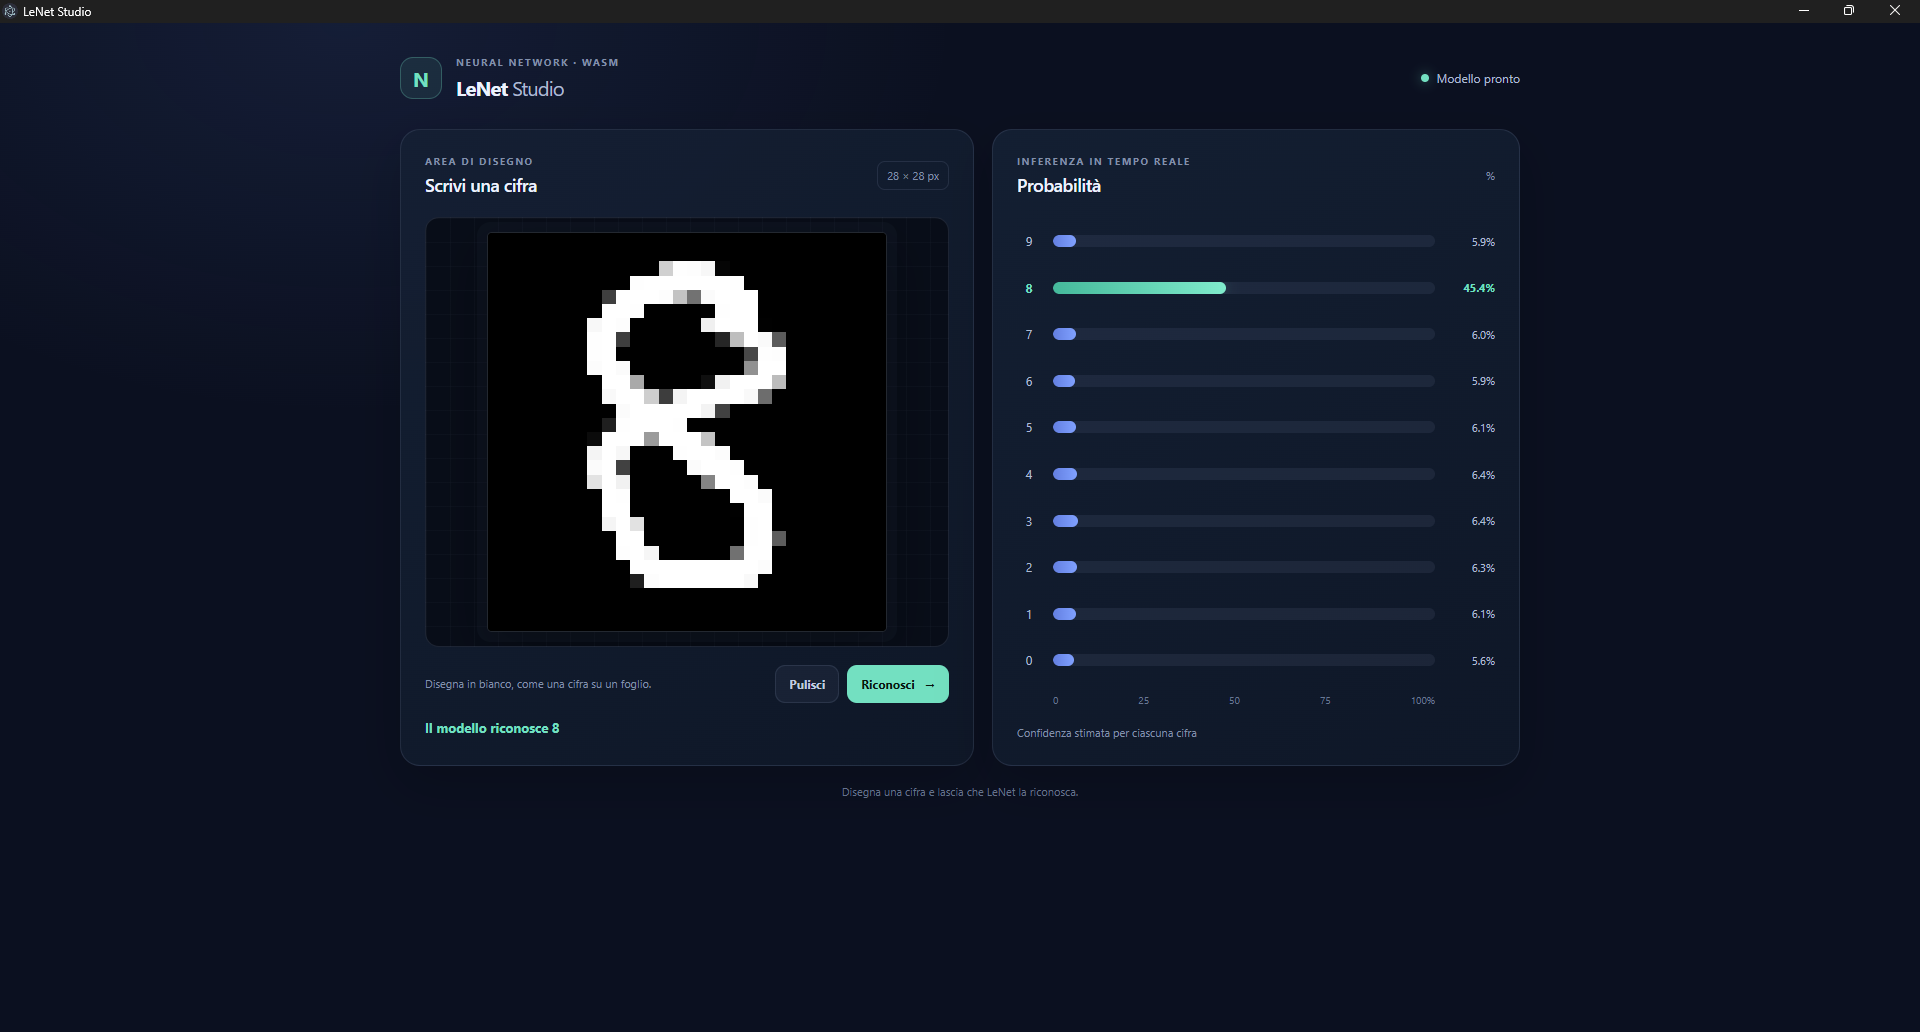 LeNet Studio
N
NEURAL NETWORK · WASM
LeNet Studio
Modello pronto
AREA DI DISEGNO
Scrivi una cifra
28 × 28 px
8
Disegna in bianco, come una cifra su un foglio.
Pulisci
Riconosci →
Il modello riconosce 8
INFERENZA IN TEMPO REALE
Probabilità
%
9 5.9%
8 45.4%
7 6.0%
6 5.9%
5 6.1%
4 6.4%
3 6.4%
2 6.3%
1 6.1%
0 5.6%
0 25 50 75 100%
Confidenza stimata per ciascuna cifra
Disegna una cifra e lascia che LeNet la riconosca.